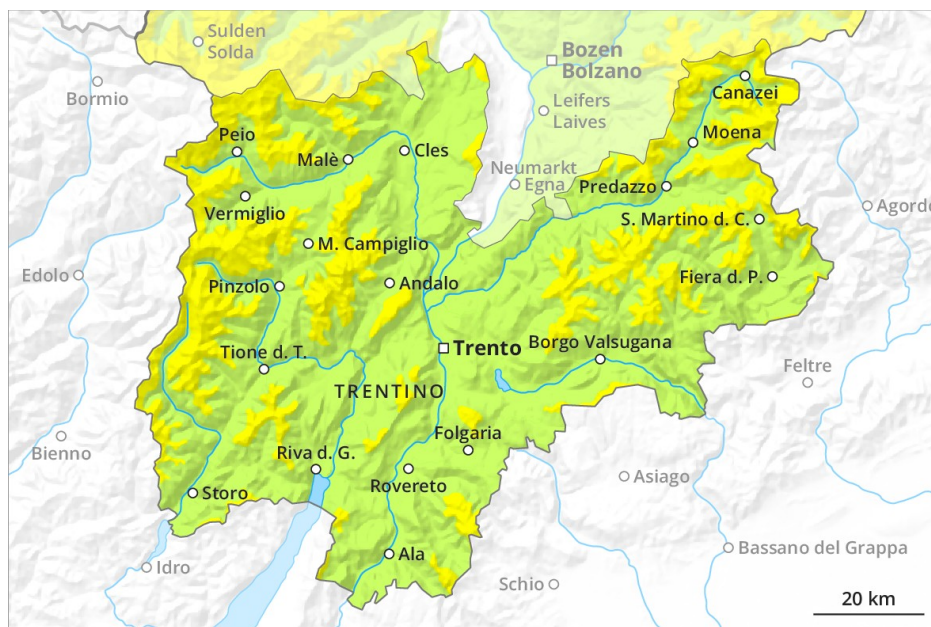 Sulden
Solda
Bozen
Bolzano
Bormio
Canazei
Leifers
Laives
Peio
Moena
Malè
Cles
Neumarkt
Egna
Predazzo
Vermiglio
S. Martino d. C.
Agordo
M. Campiglio
Edolo
Pinzolo
Andalo
Fiera d. P.
Trento
Borgo Valsugana
Tione d. T.
Feltre
TRENTINO
Folgaria
Bienno
Riva d. G.
Asiago
Rovereto
Storo
Ala
Bassano del Grappa
Idro
Schio
20 km